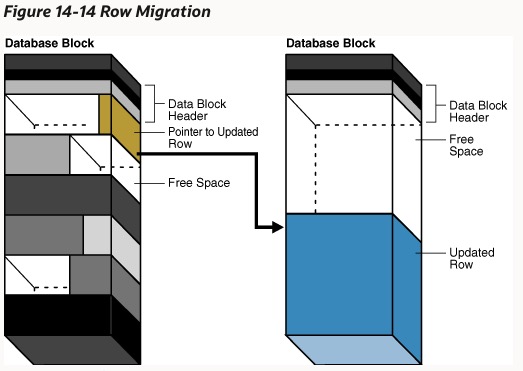 Figure 14-14 Row Migration
Database Block
Data Block
Header
Pointer to Updated
Row
Free Space
Database Block
Data Block
Header
Free
Space
Updated
Row